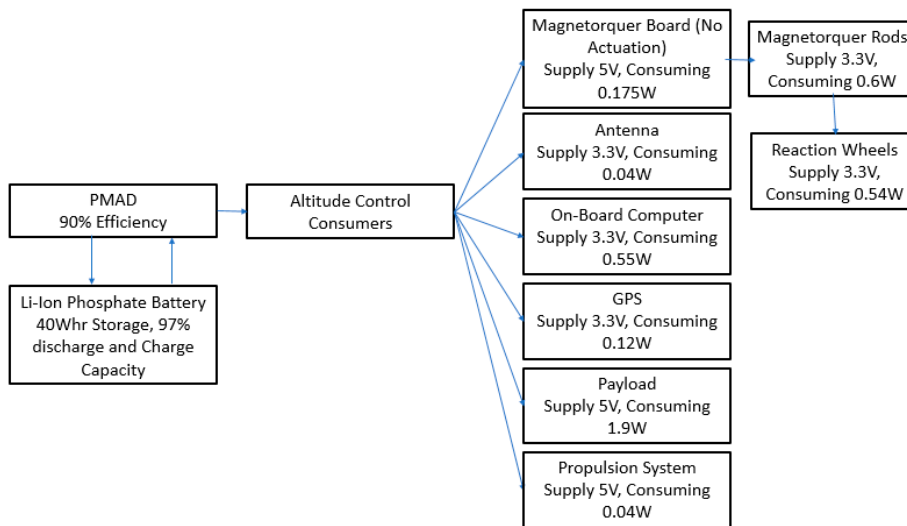 Magnetorquer Board (No
Actuation)
Supply 5V, Consuming
0.175W
Magnetorquer Rods
Supply 3.3V,
Consuming 0.6W
Antenna
Supply 3.3V, Consuming
0.04W
Reaction Wheels
Supply 3.3V,
Consuming 0.54W
PMAD
90% Efficiency
Altitude Control
Consumers
On-Board Computer
Supply 3.3V, Consuming
0.55W
Li-Ion Phosphate Battery
40Whr Storage, 97%
discharge and Charge
Capacity
GPS
Supply 3.3V, Consuming
0.12W
Payload
Supply 5V, Consuming
1.9W
Propulsion System
Supply 5V, Consuming
0.04W